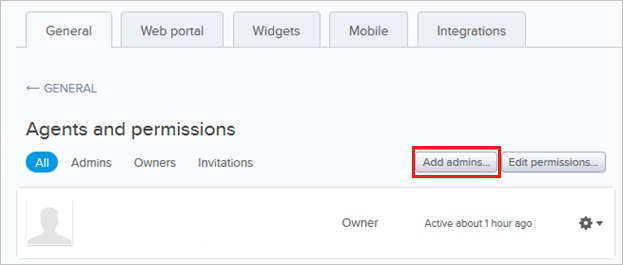 General Web portal Widgets Mobile Integrations
← GENERAL
Agents and permissions
All Admins Owners Invitations Add admins... Edit permissions...
Owner Active about 1 hour ago